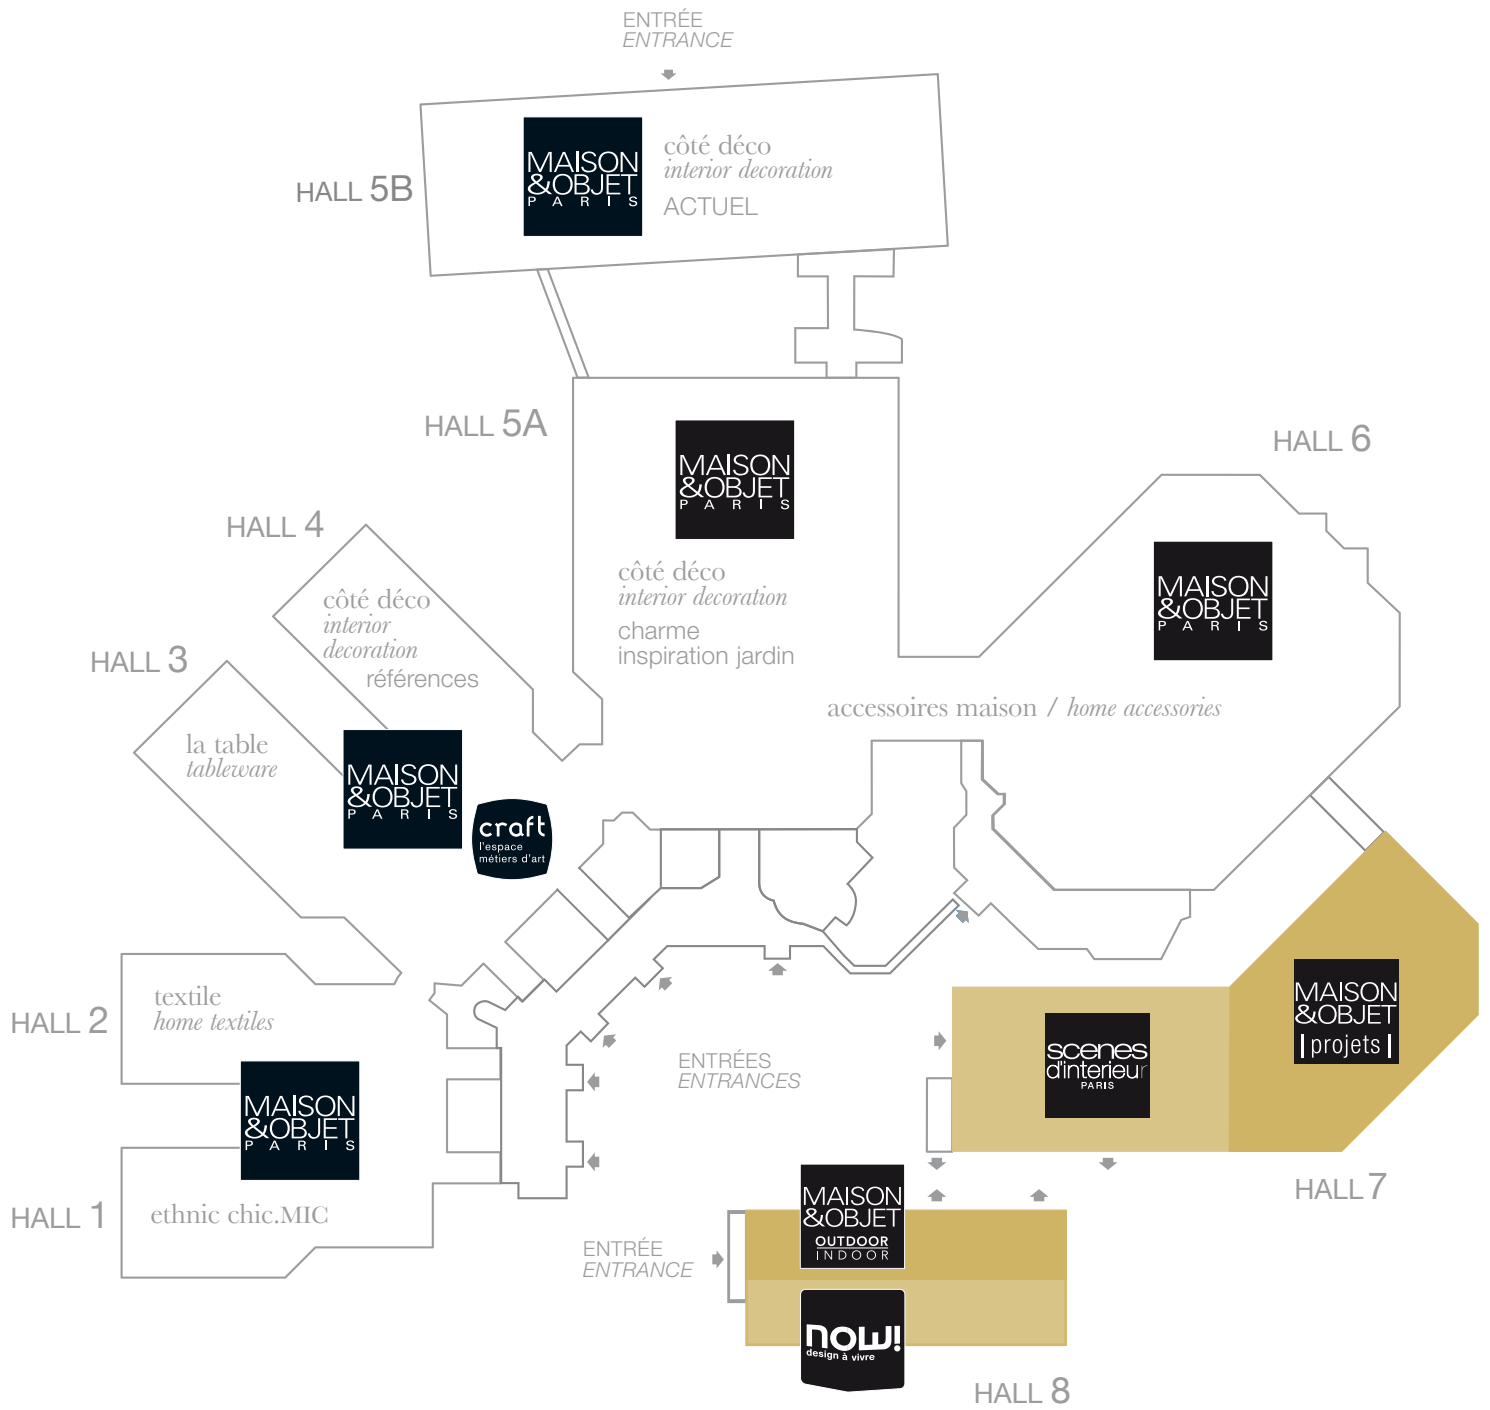 ENTRÉE
ENTRANCE
HALL 5B
MAISON
&OBJET
PARIS
côté déco
interior decoration
ACTUEL
HALL 5A
MAISON
&OBJET
PARIS
côté déco
interior decoration
charme
inspiration jardin
HALL 6
MAISON
&OBJET
PARIS
accessoires maison / home accessories
HALL 4
côté déco
interior
decoration
références
HALL 3
la table
tableware
MAISON
&OBJET
PARIS
craft
l'espace
métiers d'art
HALL 2
textile
home textiles
MAISON
&OBJET
PARIS
HALL 1
ethnic chic.MIC
ENTRÉES
ENTRANCES
scenes
d'interieur
PARIS
MAISON
&OBJET
| projets |
HALL 7
ENTRÉE
ENTRANCE
MAISON
&OBJET
OUTDOOR
INDOOR
now!
design à vivre
HALL 8